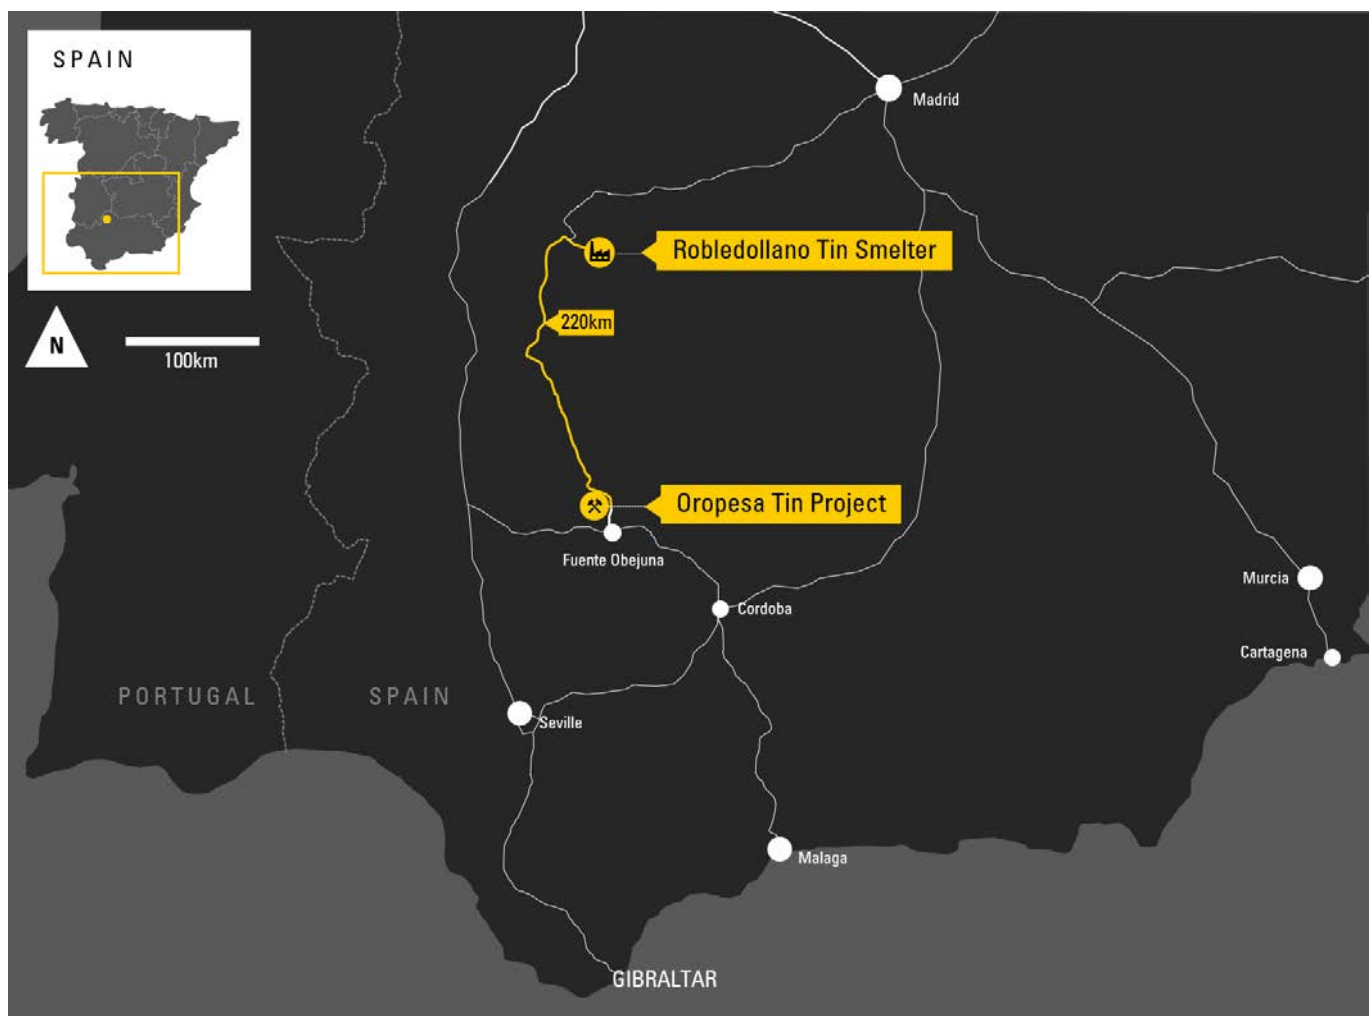 SPAIN
Madrid
Robledollano Tin Smelter
220km
N
100km
Oropesa Tin Project
Fuente Obejuna
Murcia
Cordoba
Cartagena
PORTUGAL
SPAIN
Seville
Malaga
GIBRALTAR